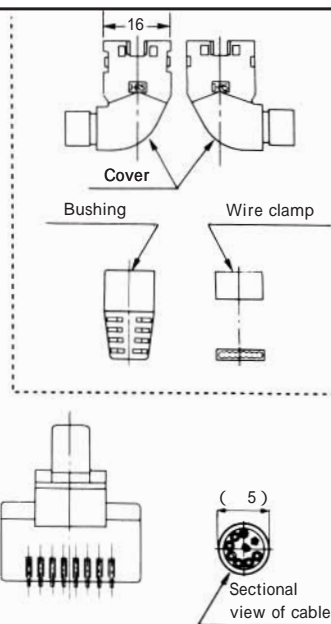 16
Cover
Bushing
Wire clamp
( 5)
Sectional
view of cable